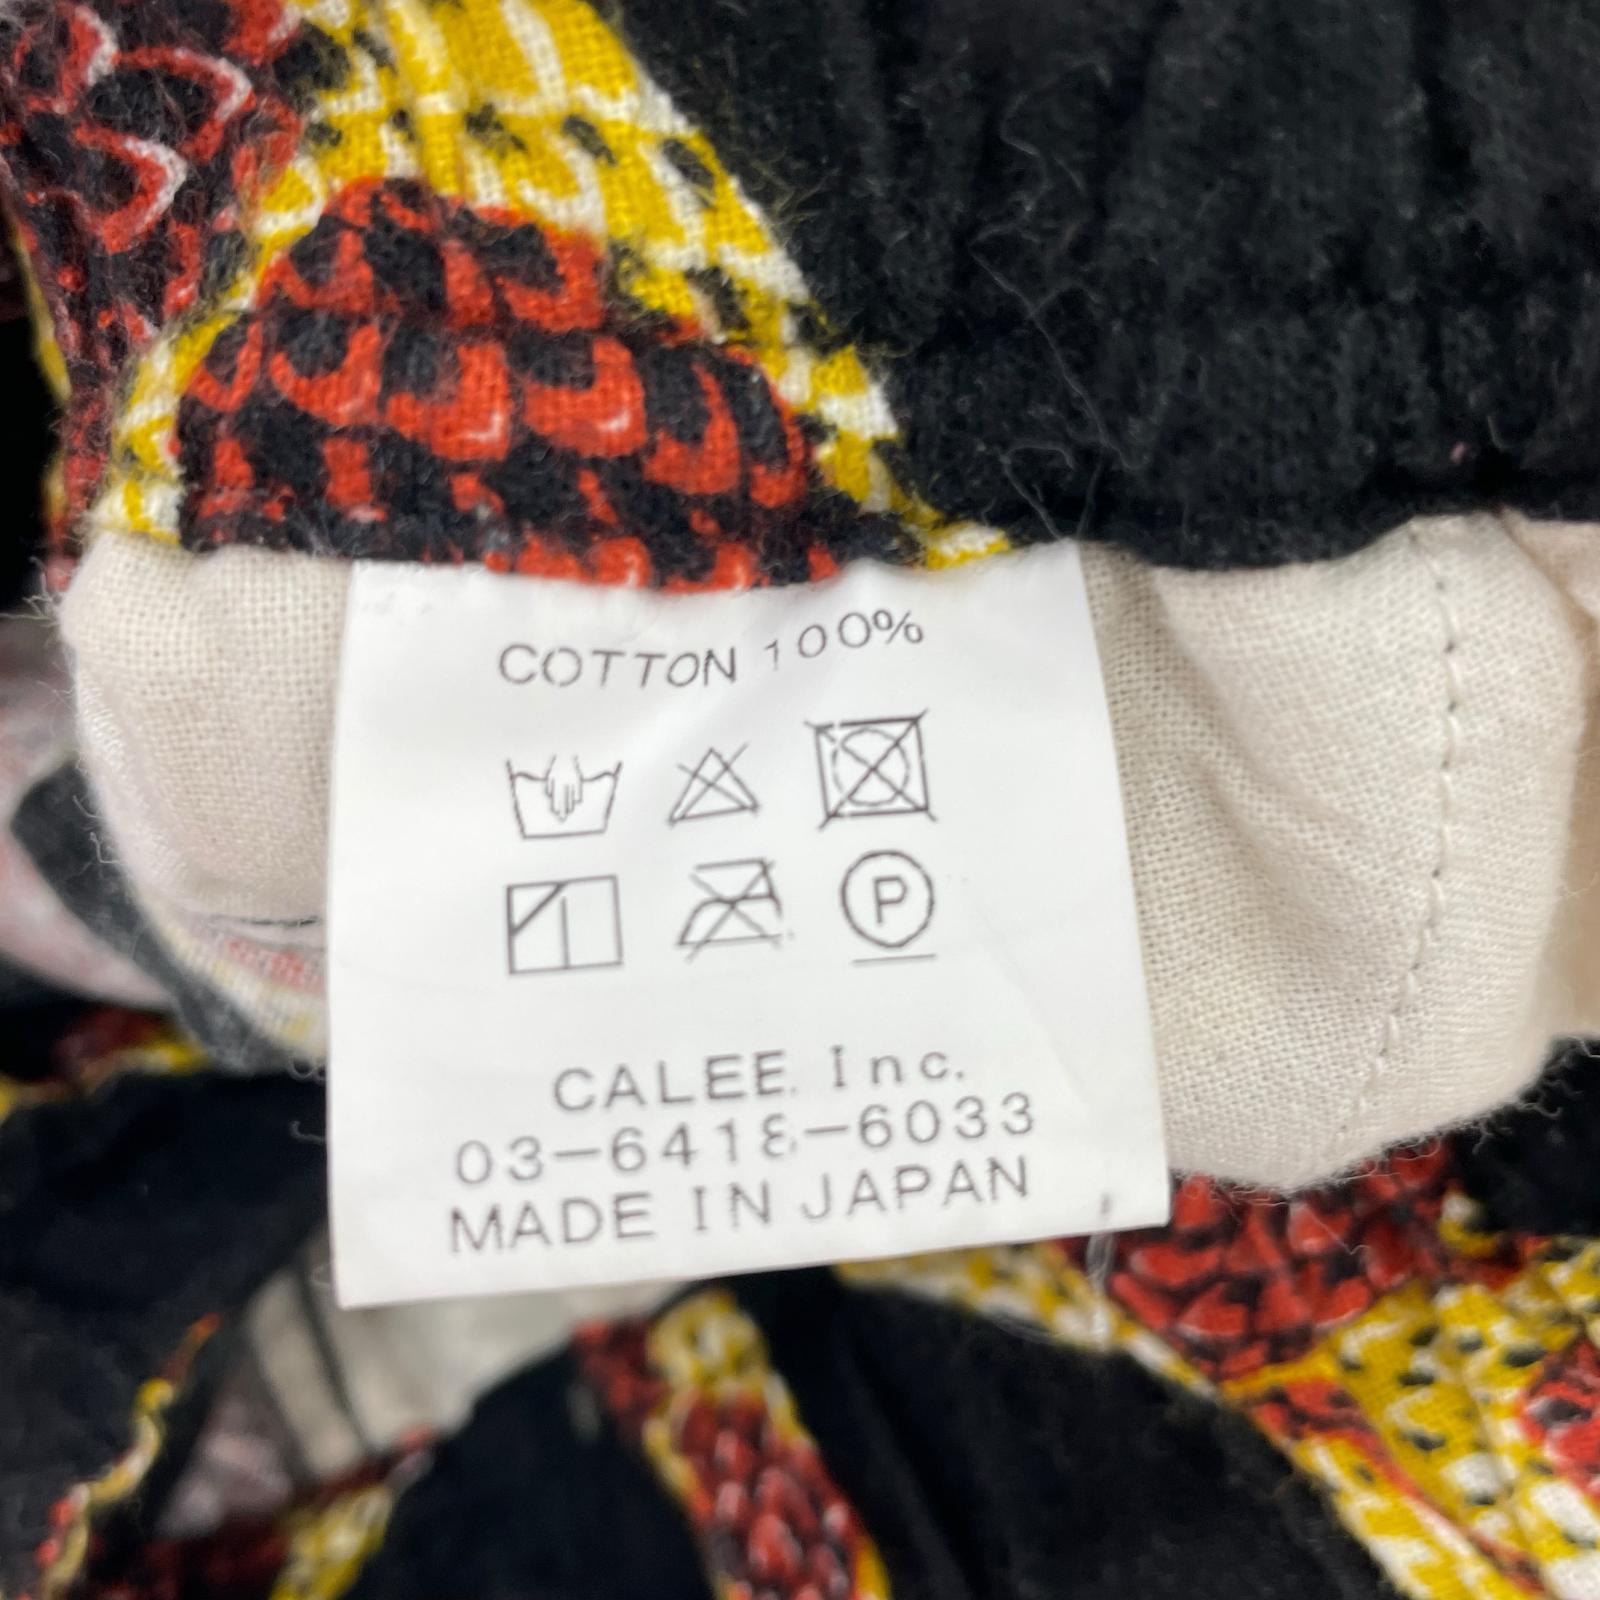 COTTON 100%
P
CALEE Inc.
03-6418-6033
MADE IN JAPAN